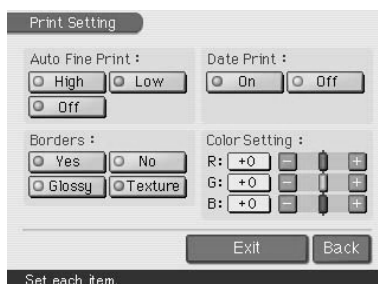 Print Setting
Auto Fine Print :
High Low
Off
Date Print :
On Off
Borders :
Yes No
Glossy Texture
Color Setting :
R: +0 − +
G: +0 − +
B: +0 − +
Exit Back
Set each item